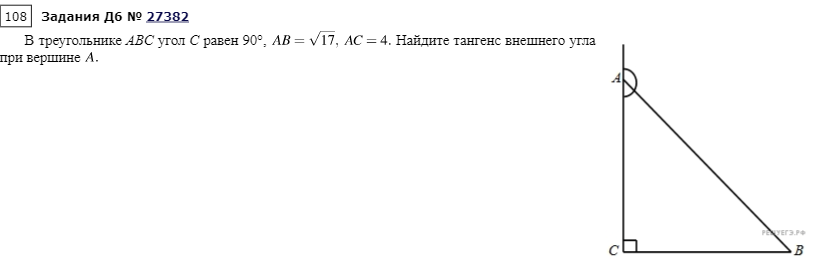 108 Задания Д6 № 27382
В треугольнике ABC угол C равен 90°, AB = √17, AC = 4. Найдите тангенс внешнего угла
при вершине A.
A
C
B
РЕШУЕГЭ.РФ